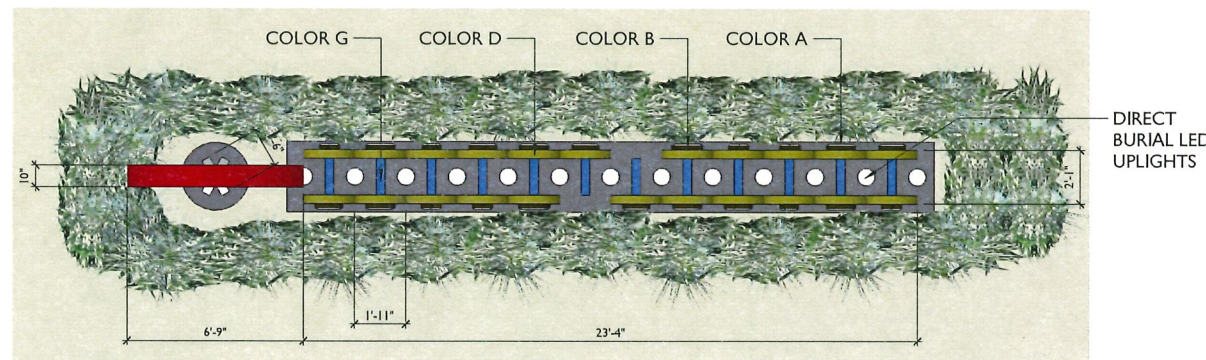 COLOR G
COLOR D
COLOR B
COLOR A
DIRECT
BURIAL LED
UPLIGHTS
9"
10"
2'-1"
1'-11"
6'-9"
23'-4"